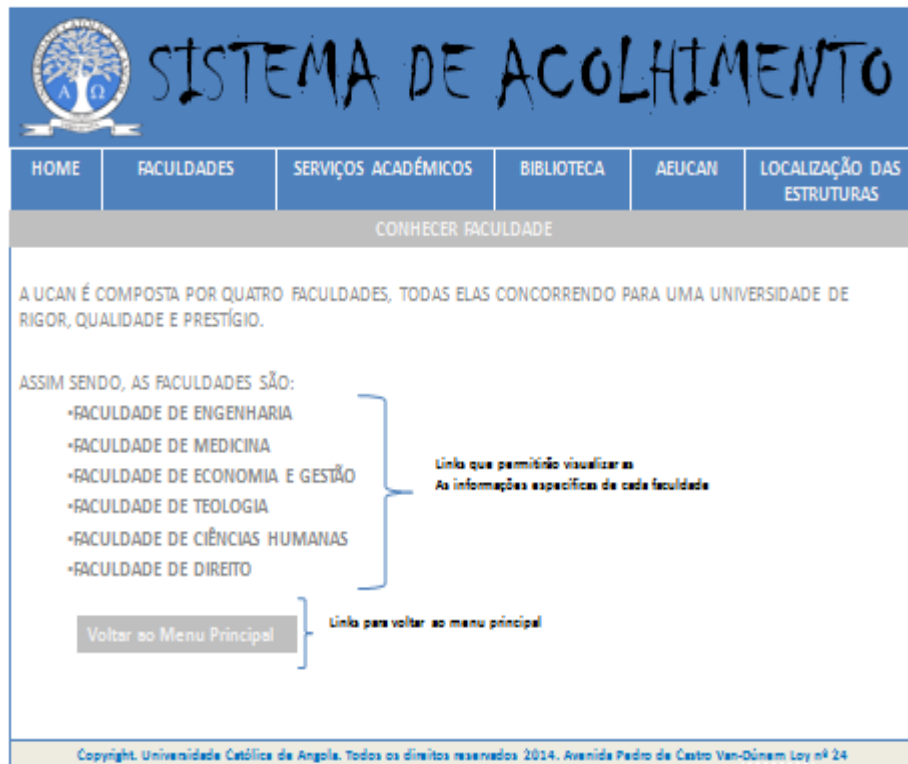 SISTEMA DE ACOLHIMENTO
Α Ω
HOME FACULDADES SERVIÇOS ACADÉMICOS BIBLIOTECA AEUCAN LOCALIZAÇÃO DAS
ESTRUTURAS
CONHECER FACULDADE
A UCAN É COMPOSTA POR QUATRO FACULDADES, TODAS ELAS CONCORRENDO PARA UMA UNIVERSIDADE DE
RIGOR, QUALIDADE E PRESTÍGIO.
ASSIM SENDO, AS FACULDADES SÃO:
•FACULDADE DE ENGENHARIA
•FACULDADE DE MEDICINA
•FACULDADE DE ECONOMIA E GESTÃO
•FACULDADE DE TEOLOGIA
•FACULDADE DE CIÊNCIAS HUMANAS
•FACULDADE DE DIREITO
Links que permitirão visualizar as
As informações específicas de cada faculdade
Voltar ao Menu Principal
Links para voltar ao menu principal
Copyright. Universidade Católica de Angola. Todos os direitos reservados 2014. Avenida Pedro de Castro Van-Dúnem Loy nº 24